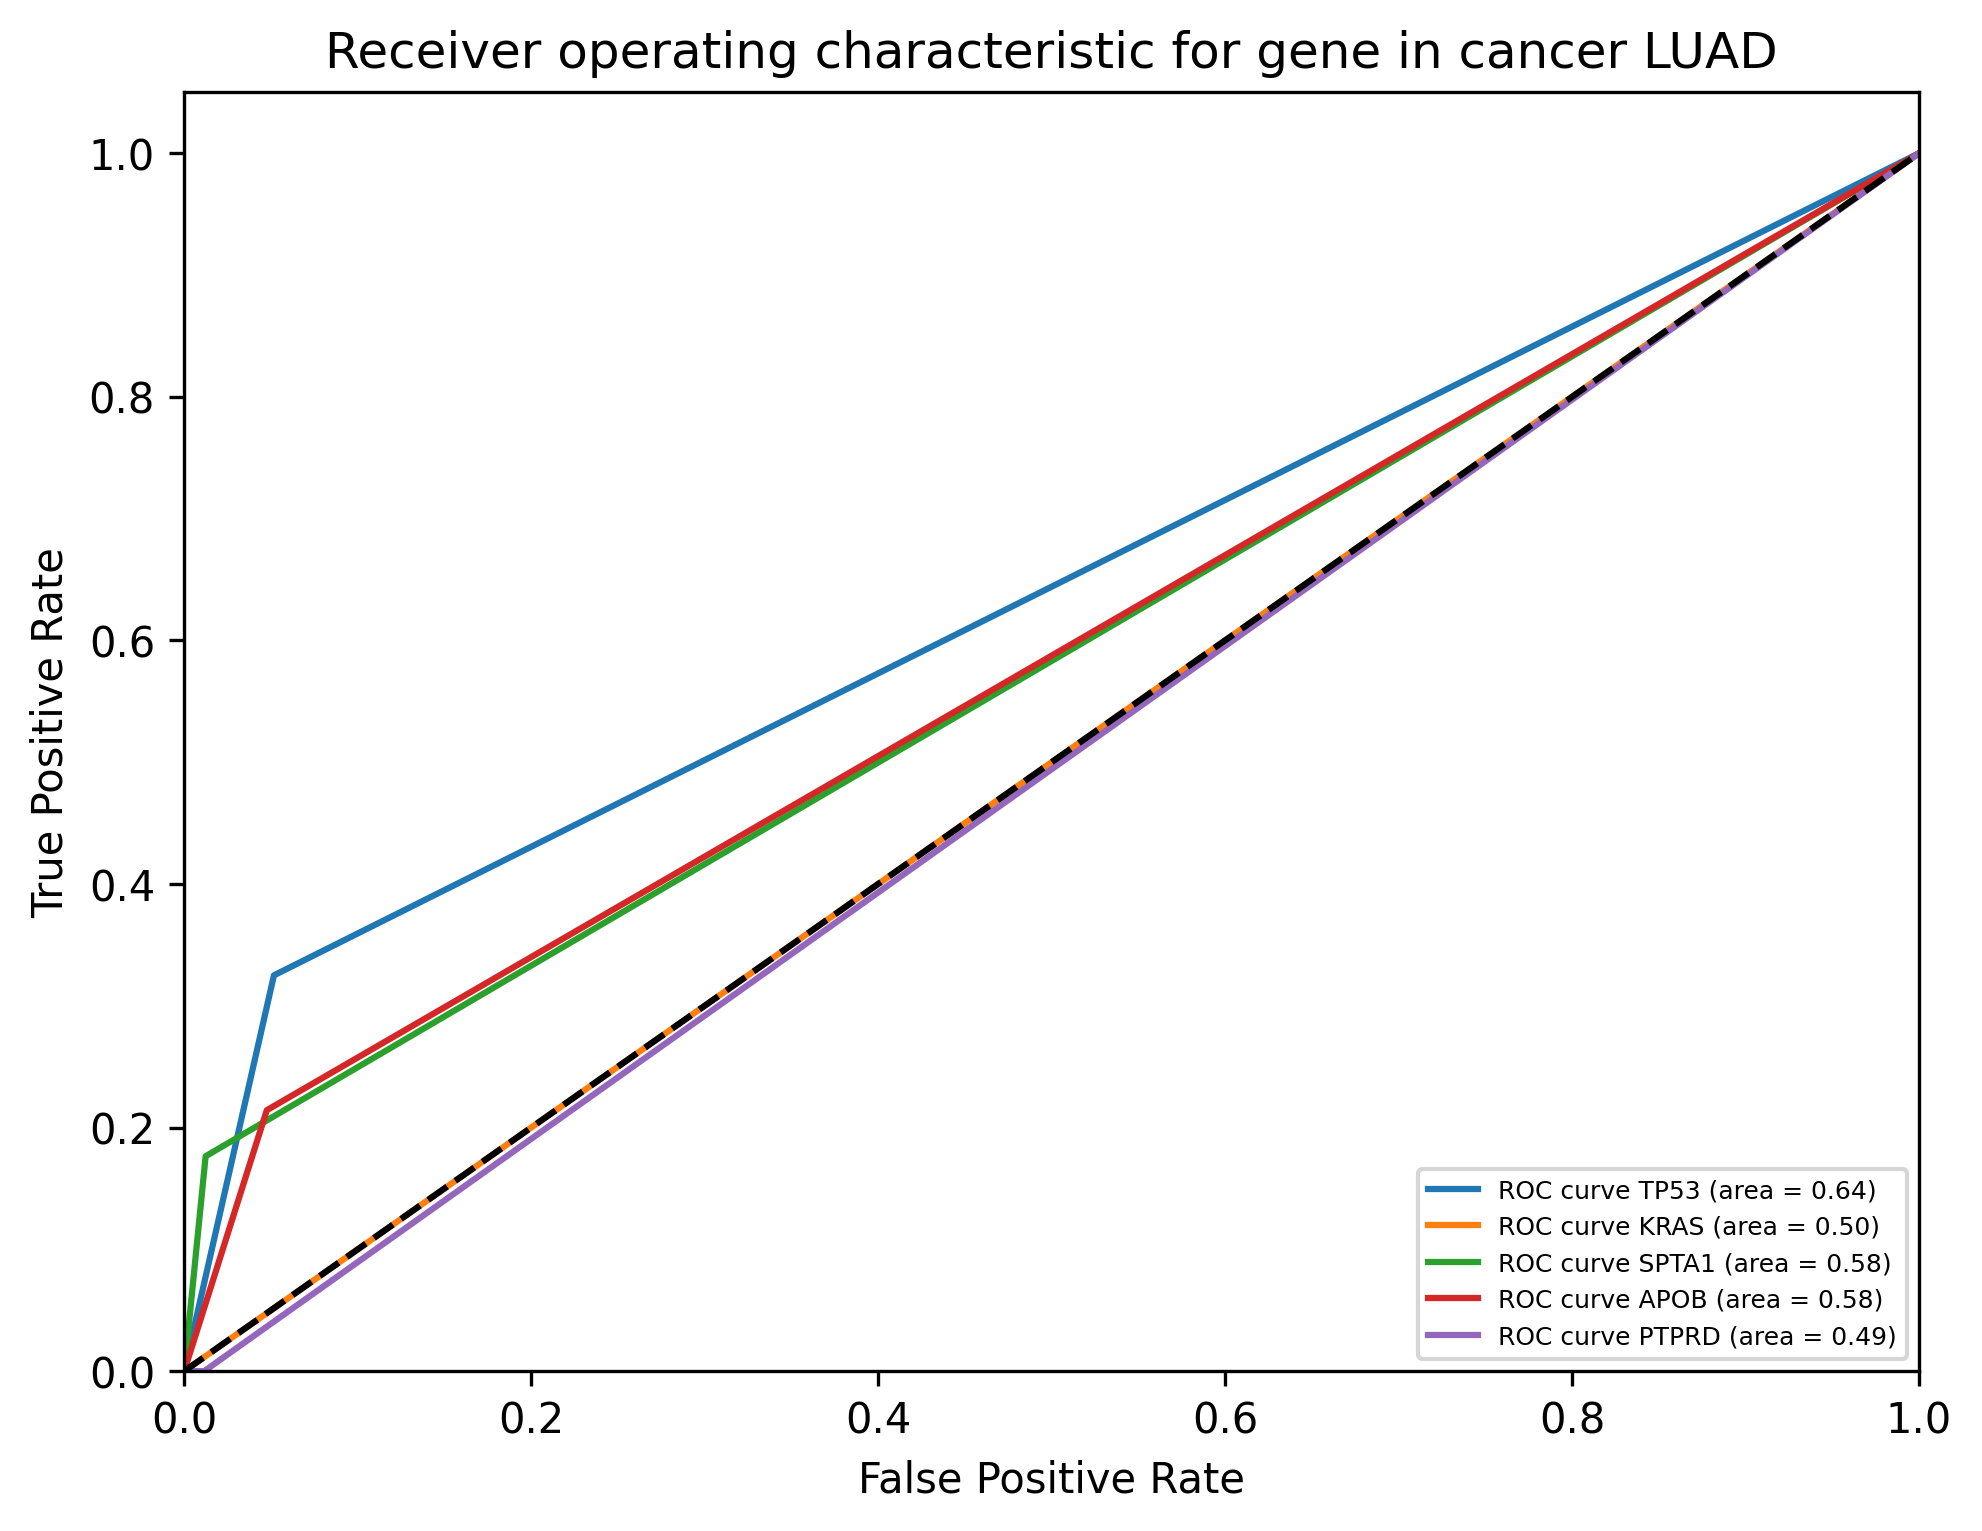 Receiver operating characteristic for gene in cancer LUAD
1.0
0.8
0.6
0.4
0.2
0.0
True Positive Rate
ROC curve TP53 (area = 0.64)
ROC curve KRAS (area = 0.50)
ROC curve SPTA1 (area = 0.58)
ROC curve APOB (area = 0.58)
ROC curve PTPRD (area = 0.49)
0.0 0.2 0.4 0.6 0.8 1.0
False Positive Rate